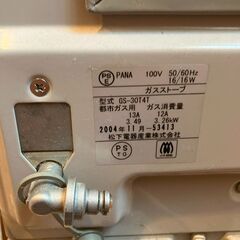 PS E PANA 100V 50/60Hz
16/16W
ガスストーブ
型式 GS-30T4T
都市ガス用 ガス消費量
13A 12A
3.49 3.26kW
2004年11月-53413
松下電器産業株式会社
PS
TG